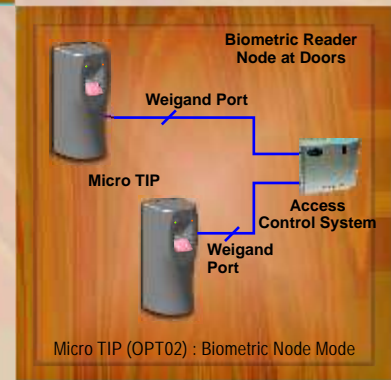 Biometric Reader
Node at Doors
Weigand Port
Micro TIP
Access
Control System
Weigand
Port
Micro TIP (OPT02) : Biometric Node Mode